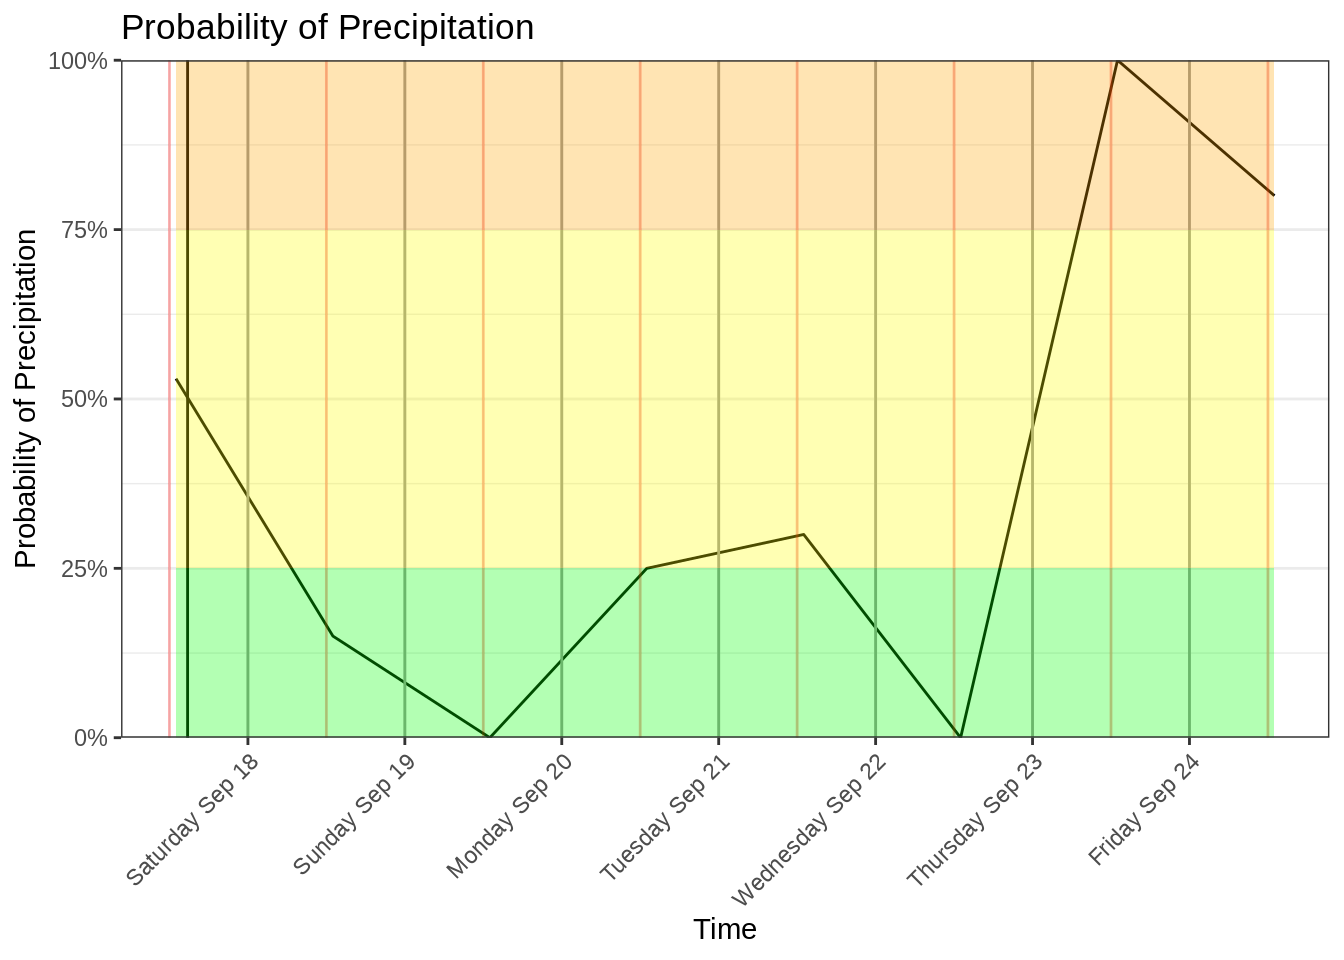 Probability of Precipitation
Probability of Precipitation
100%
75%
50%
25%
0%
Saturday Sep 18
Sunday Sep 19
Monday Sep 20
Tuesday Sep 21
Wednesday Sep 22
Thursday Sep 23
Friday Sep 24
Time